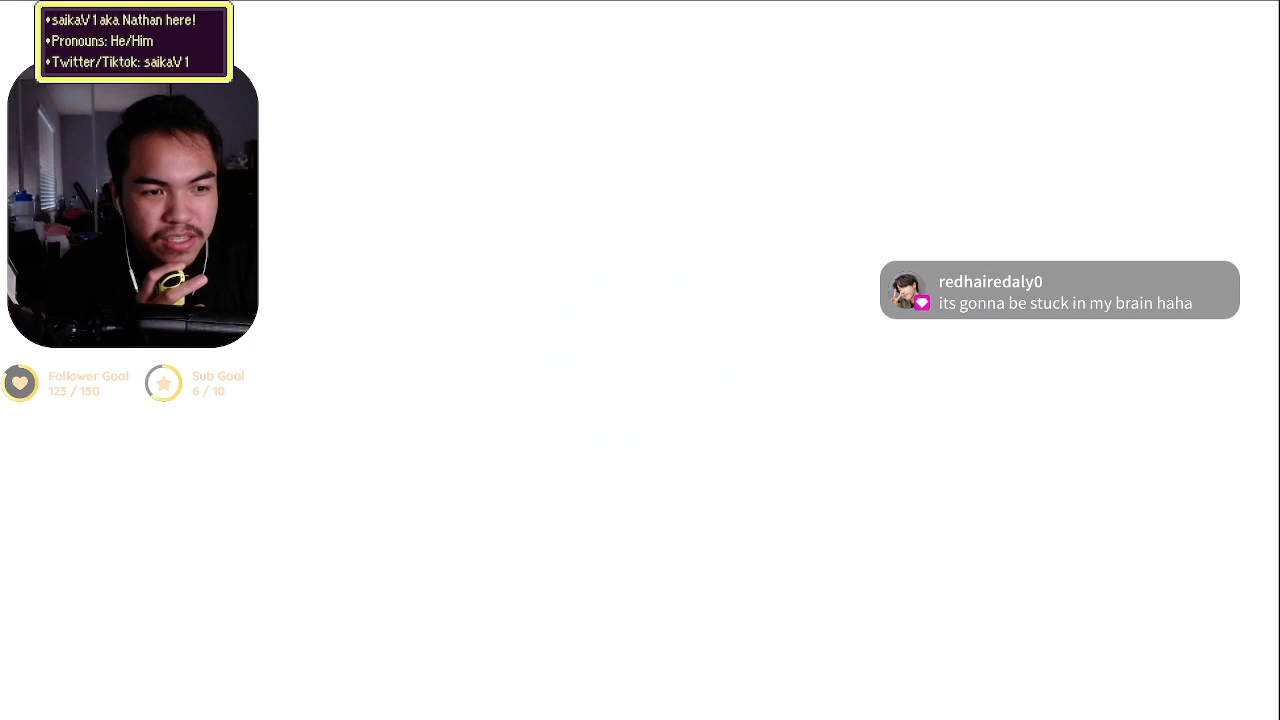 •saikaV1 aka Nathan here!
•Pronouns: He/Him
•Twitter/Tiktok: saikaV1
redhairedaly0
its gonna be stuck in my brain haha
Follower Goal
123 / 150
Sub Goal
6 / 10